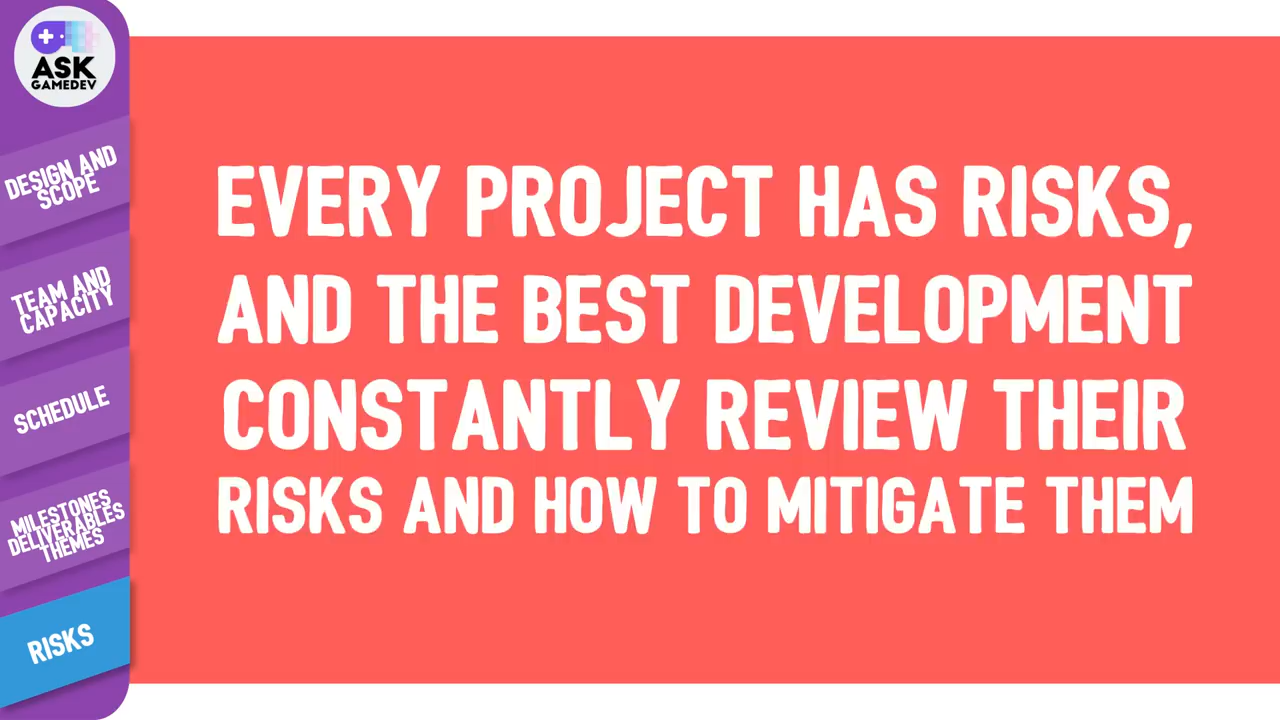 ASK
GAMEDEV
DESIGN AND
SCOPE
TEAM AND
CAPACITY
SCHEDULE
MILESTONES
DELIVERABLES
THEMES
RISKS
EVERY PROJECT HAS RISKS,
AND THE BEST DEVELOPMENT
CONSTANTLY REVIEW THEIR
RISKS AND HOW TO MITIGATE THEM